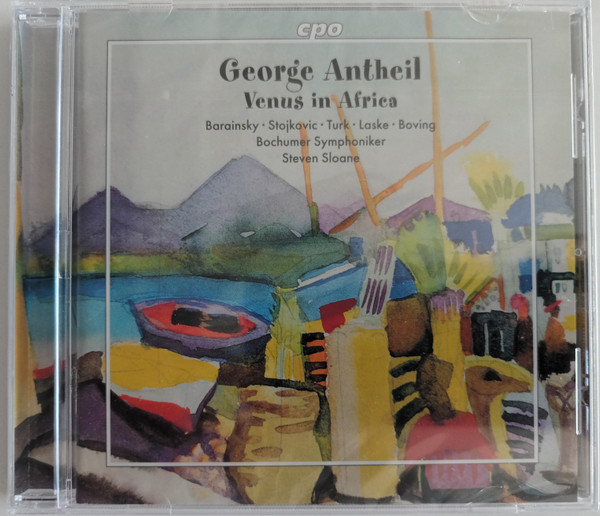 cpo
George Antheil
Venus in Africa
Barainsky · Stojkovic · Turk · Laske · Boving
Bochumer Symphoniker
Steven Sloane